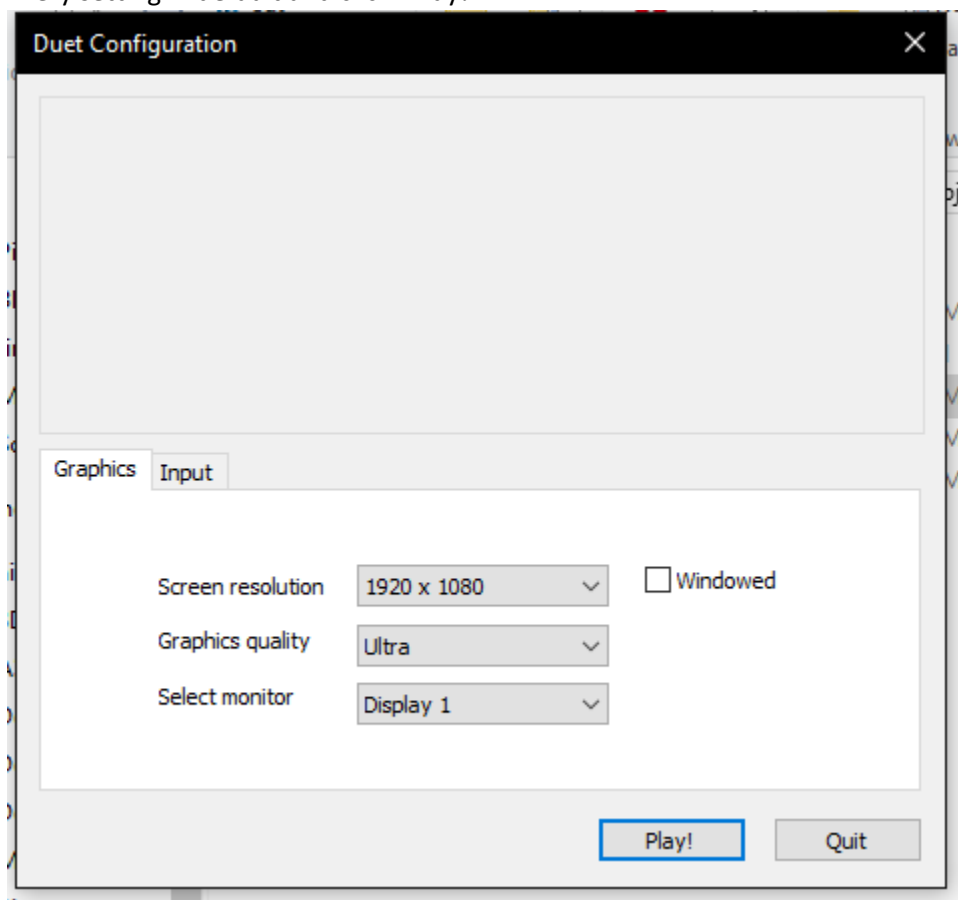 Duet Configuration
Graphics
Input
Screen resolution
1920 x 1080
Windowed
Graphics quality
Ultra
Select monitor
Display 1
Play!
Quit